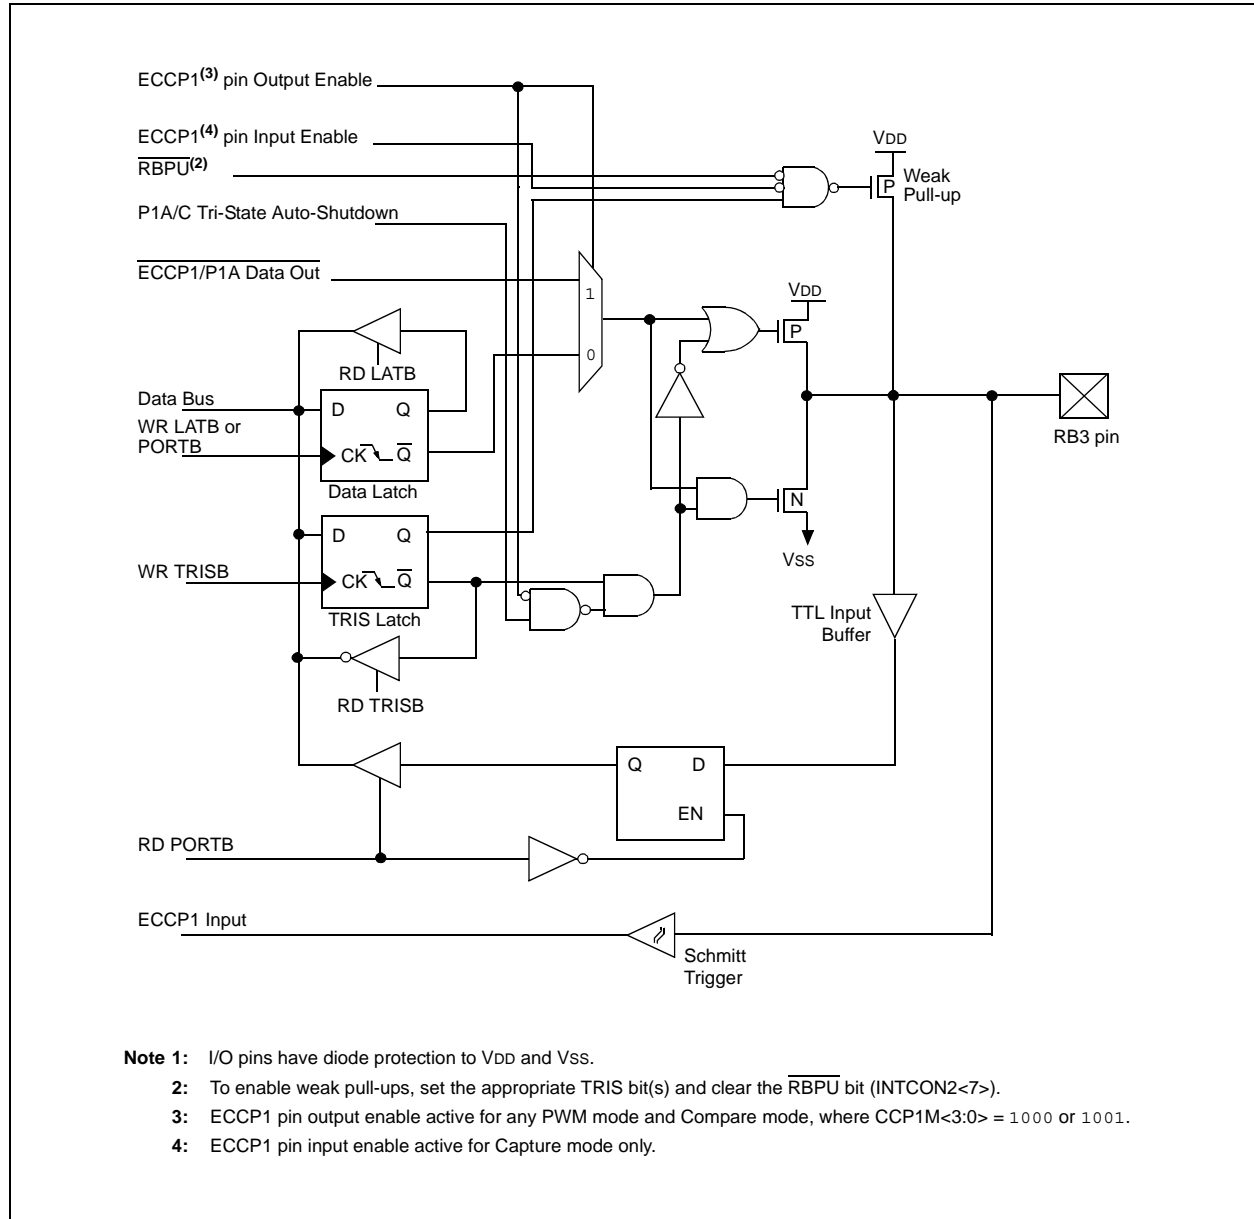 ECCP1(3) pin Output Enable
ECCP1(4) pin Input Enable
RBPU(2)
P1A/C Tri-State Auto-Shutdown
ECCP1/P1A Data Out
VDD
P
Weak
Pull-up
1
0
VDD
P
RD LATB
Data Bus
WR LATB or
PORTB
D
Q
CK
Q
Data Latch
RB3 pin
N
VSS
D
Q
WR TRISB
CK
Q
TRIS Latch
TTL Input
Buffer
RD TRISB
Q
D
EN
RD PORTB
ECCP1 Input
Schmitt
Trigger
Note 1: I/O pins have diode protection to VDD and VSS.
2: To enable weak pull-ups, set the appropriate TRIS bit(s) and clear the RBPU bit (INTCON2<7>).
3: ECCP1 pin output enable active for any PWM mode and Compare mode, where CCP1M<3:0> = 1000 or 1001.
4: ECCP1 pin input enable active for Capture mode only.